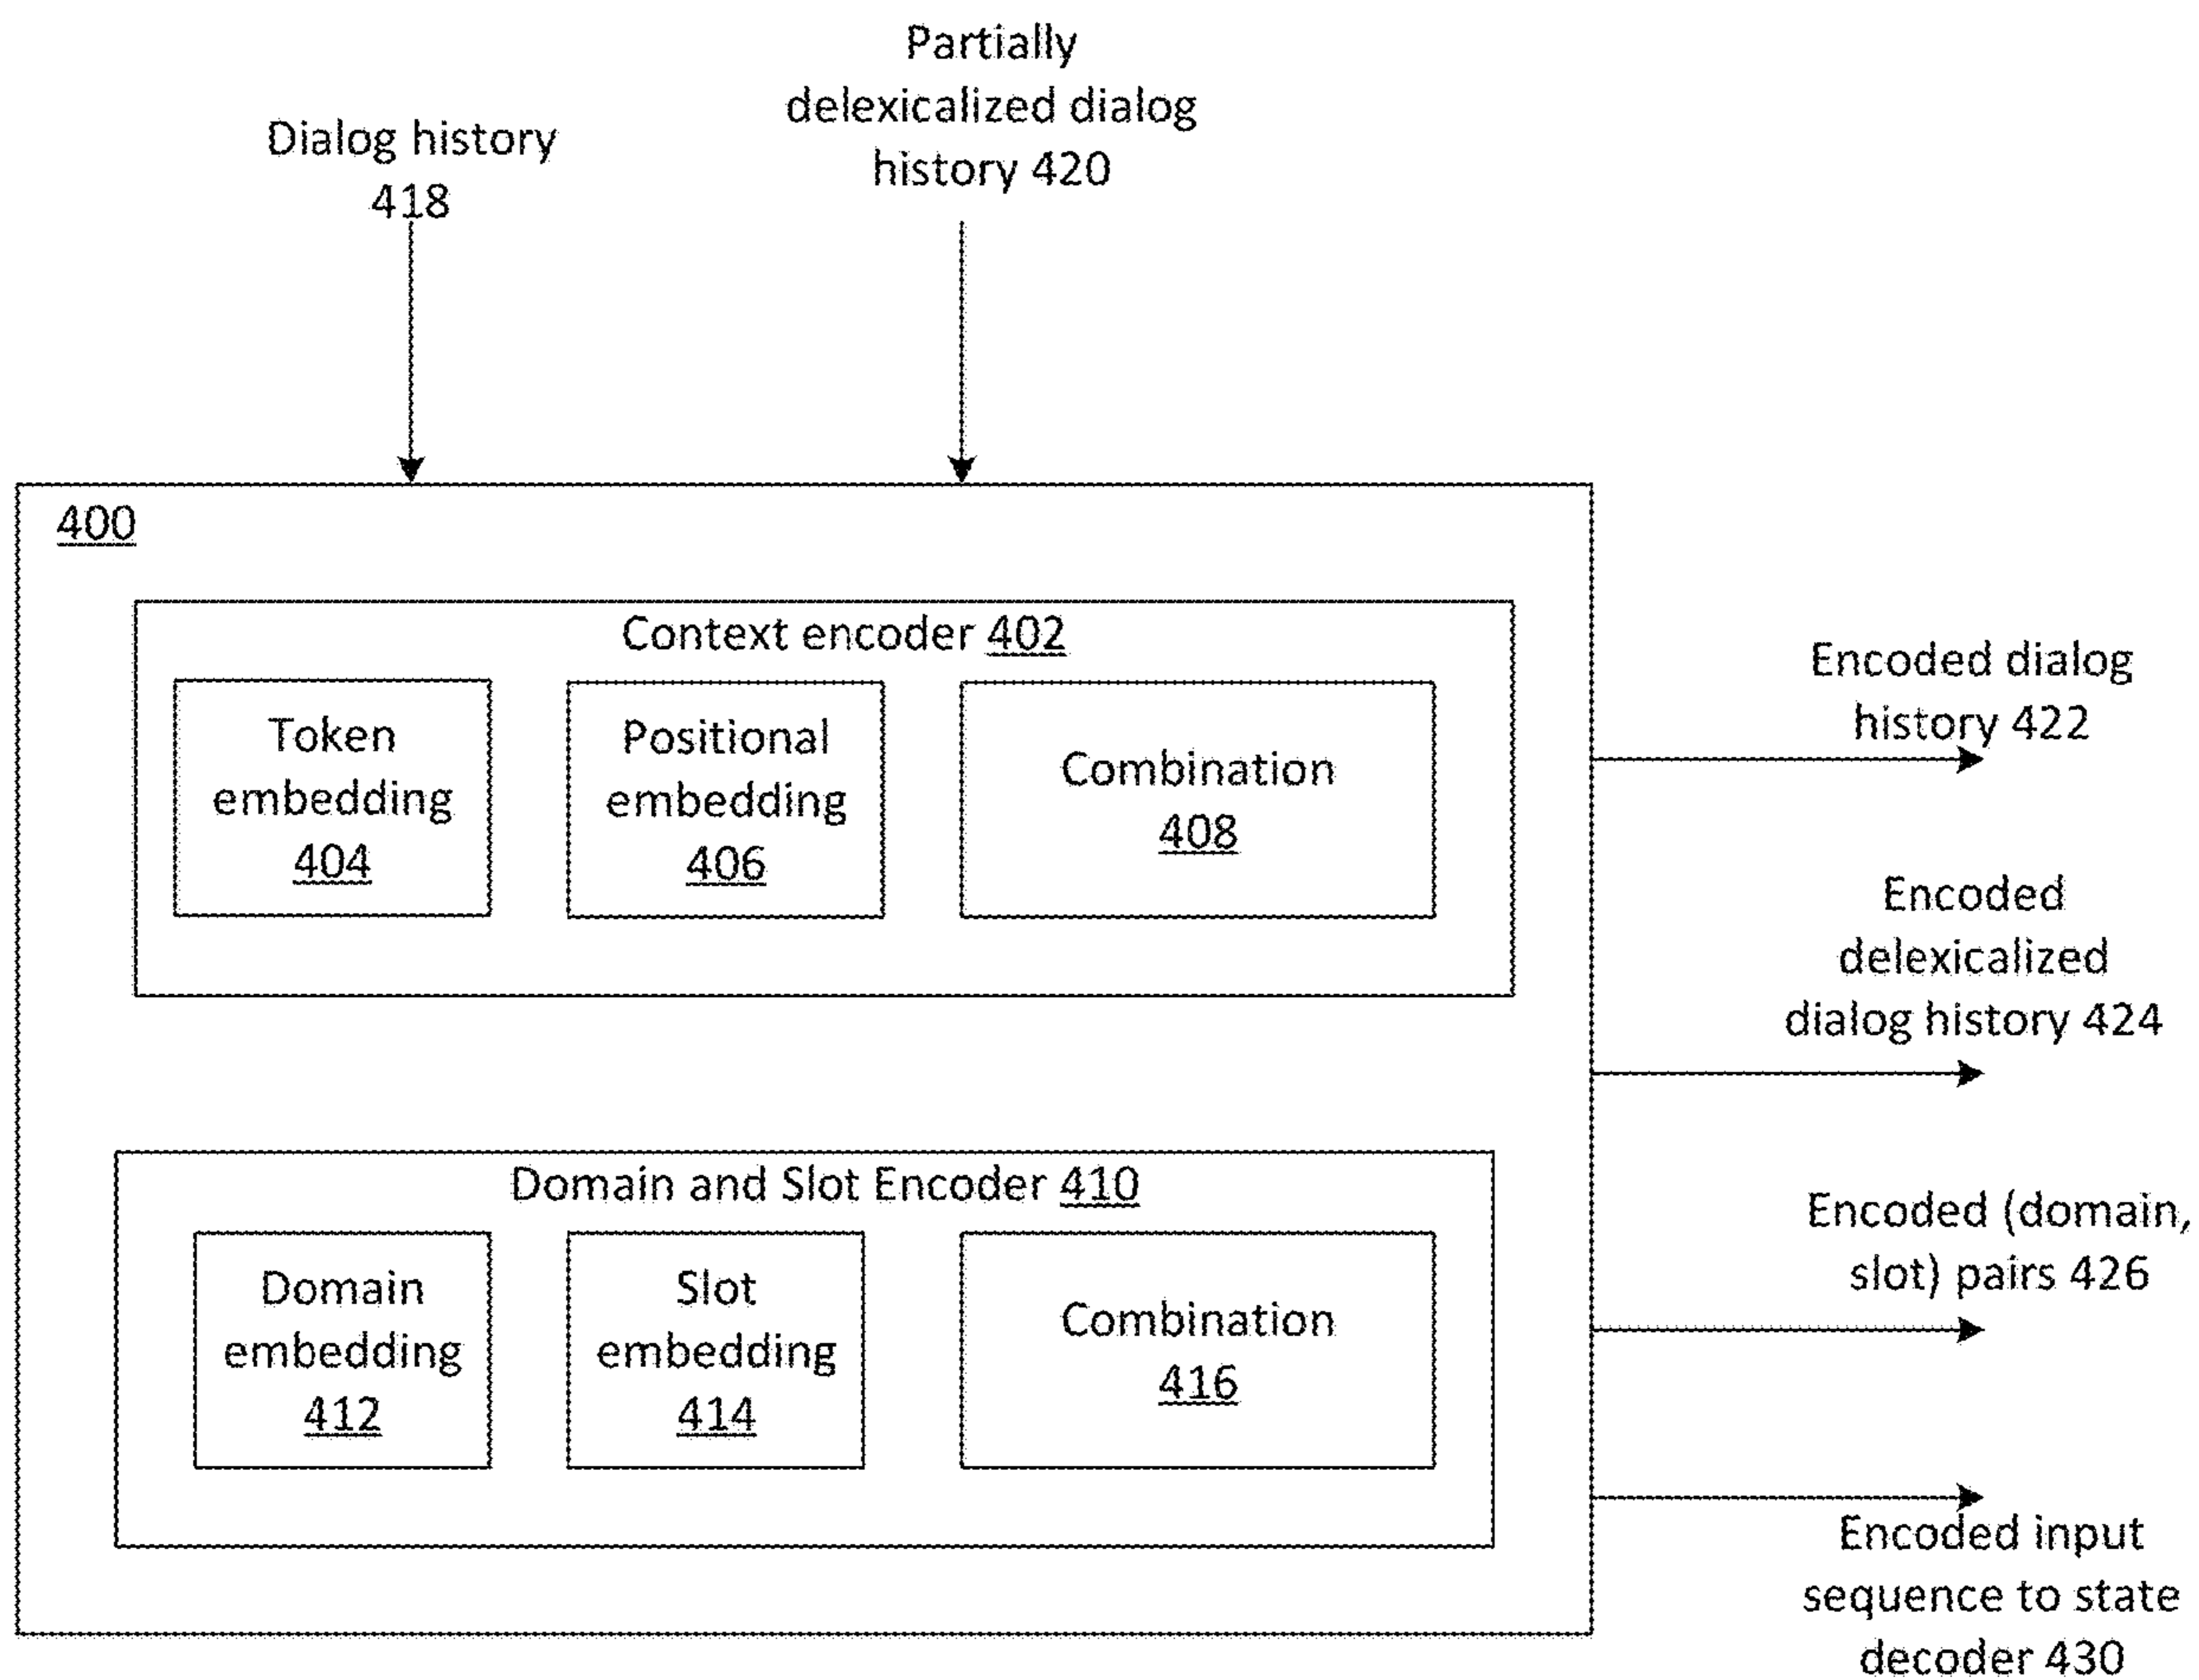 Partially
delexicalized dialog
history 420
Dialog history
418
400
Context encoder 402
Token
embedding
404
Positional
embedding
406
Combination
408
Encoded dialog
history 422
Encoded
delexicalized
dialog history 424
Domain and Slot Encoder 410
Domain
embedding
412
Slot
embedding
414
Combination
416
Encoded (domain,
slot) pairs 426
Encoded input
sequence to state
decoder 430